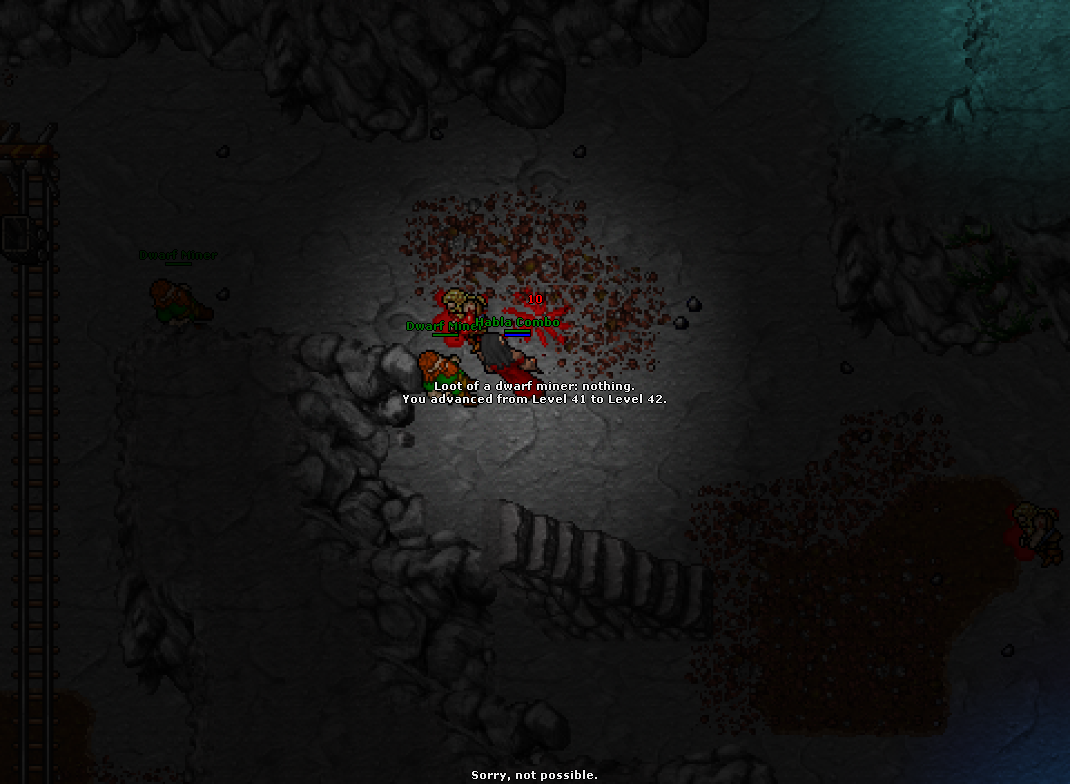 Dwarf Miner
10
Habla Combo
Dwarf Miner
Loot of a dwarf miner: nothing.
You advanced from Level 41 to Level 42.
Sorry, not possible.